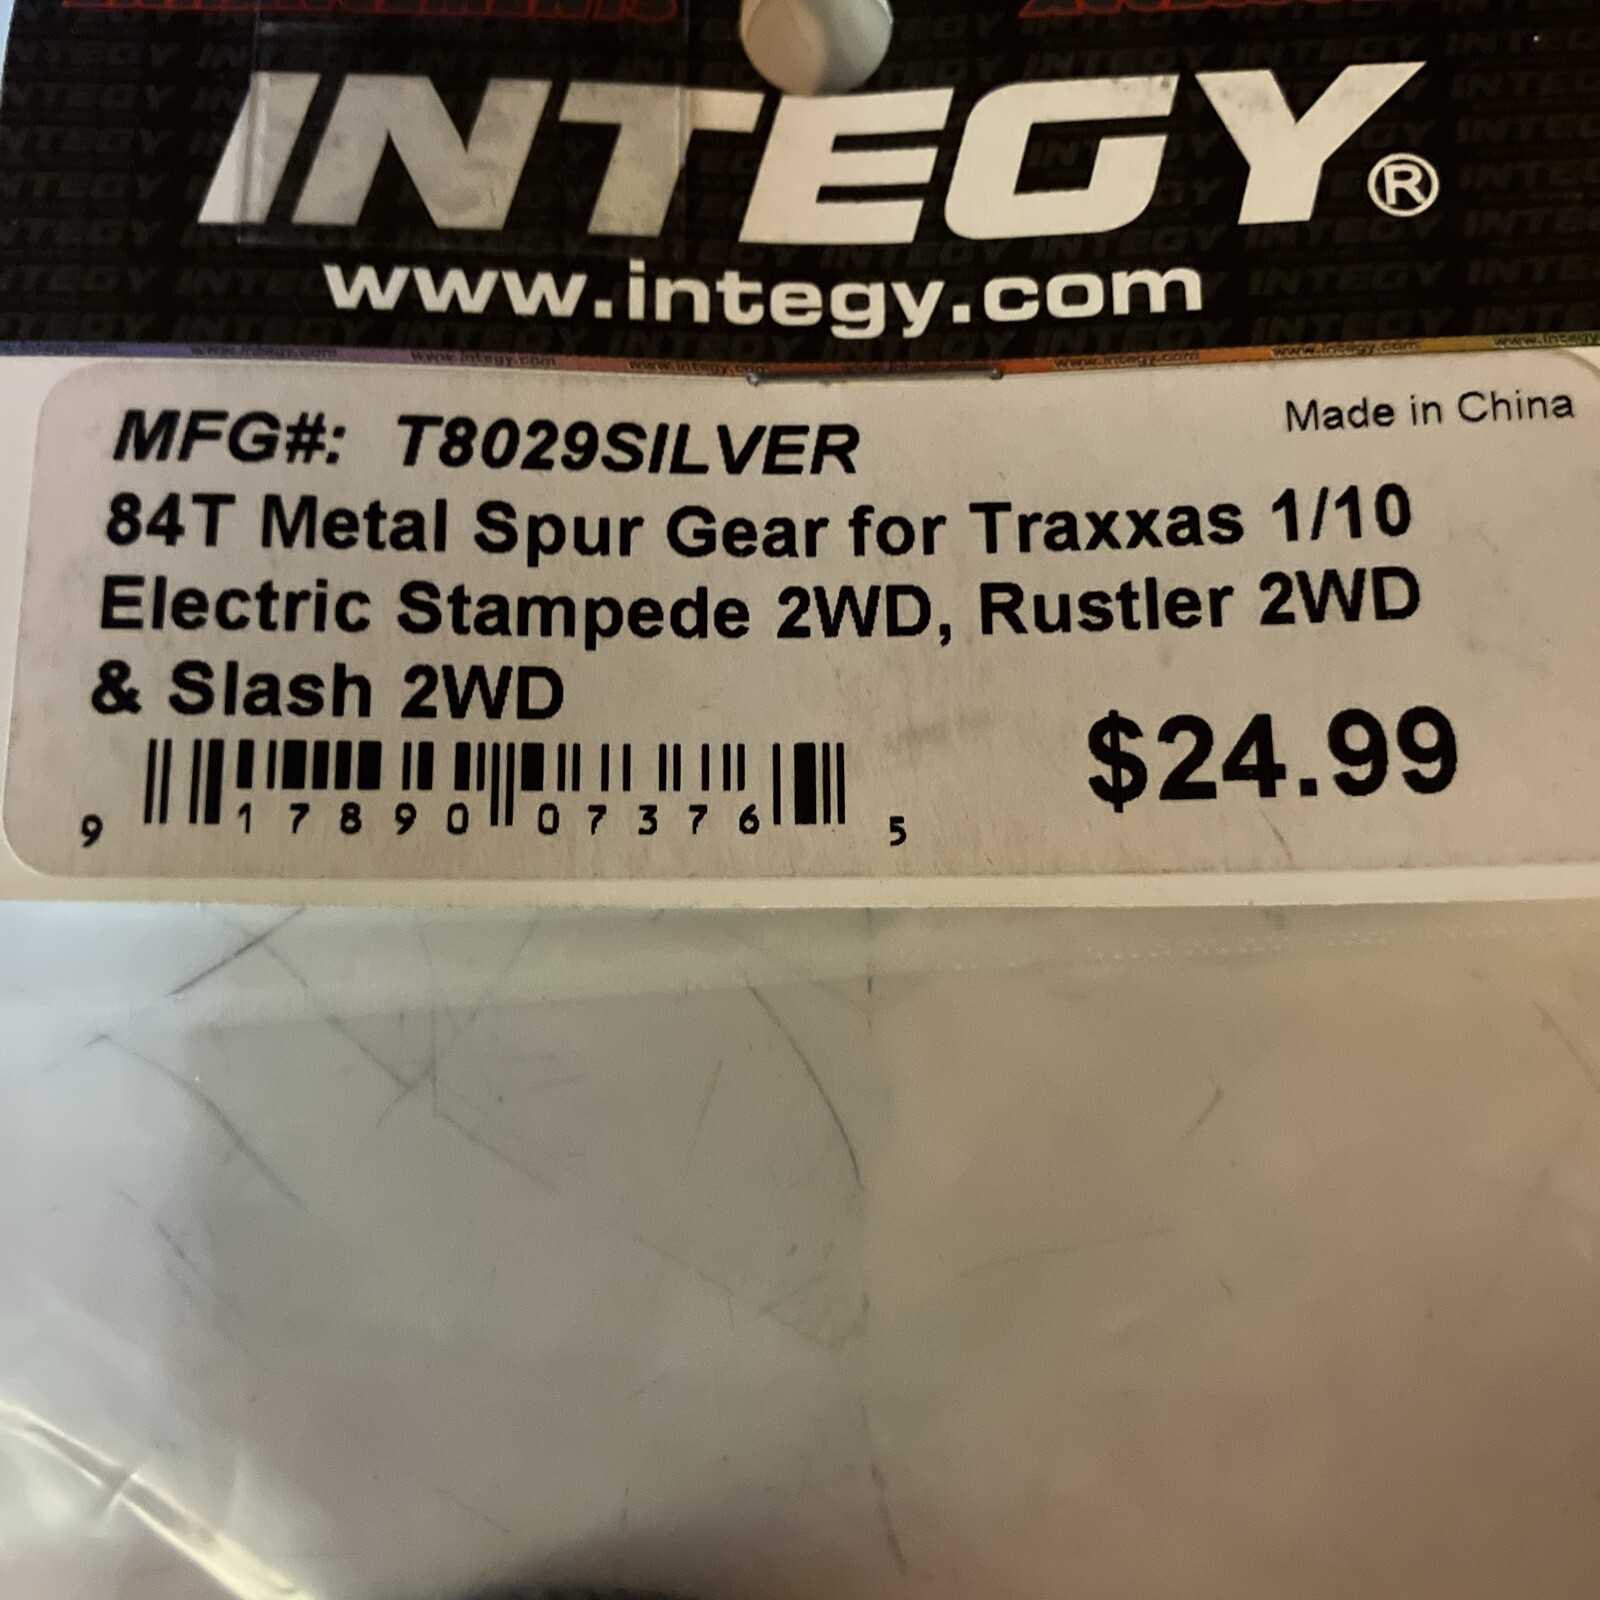 INTEGY®
www.integy.com
MFG#: T8029SILVER
Made in China
84T Metal Spur Gear for Traxxas 1/10
Electric Stampede 2WD, Rustler 2WD
& Slash 2WD
$24.99
9 17890 07376 5